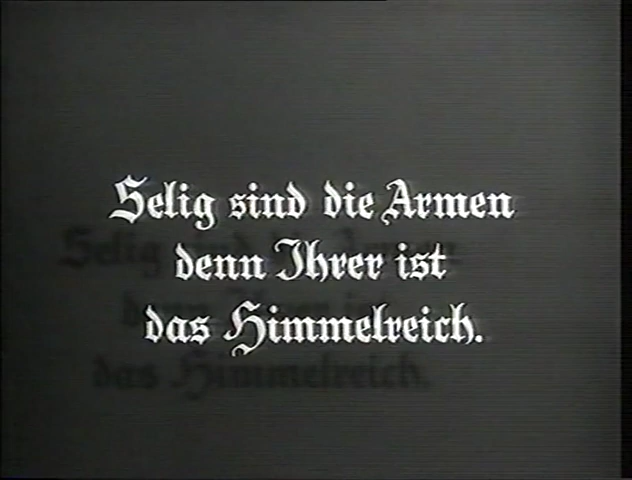 Selig sind die Armen
denn Ihrer ist
das Himmelreich.